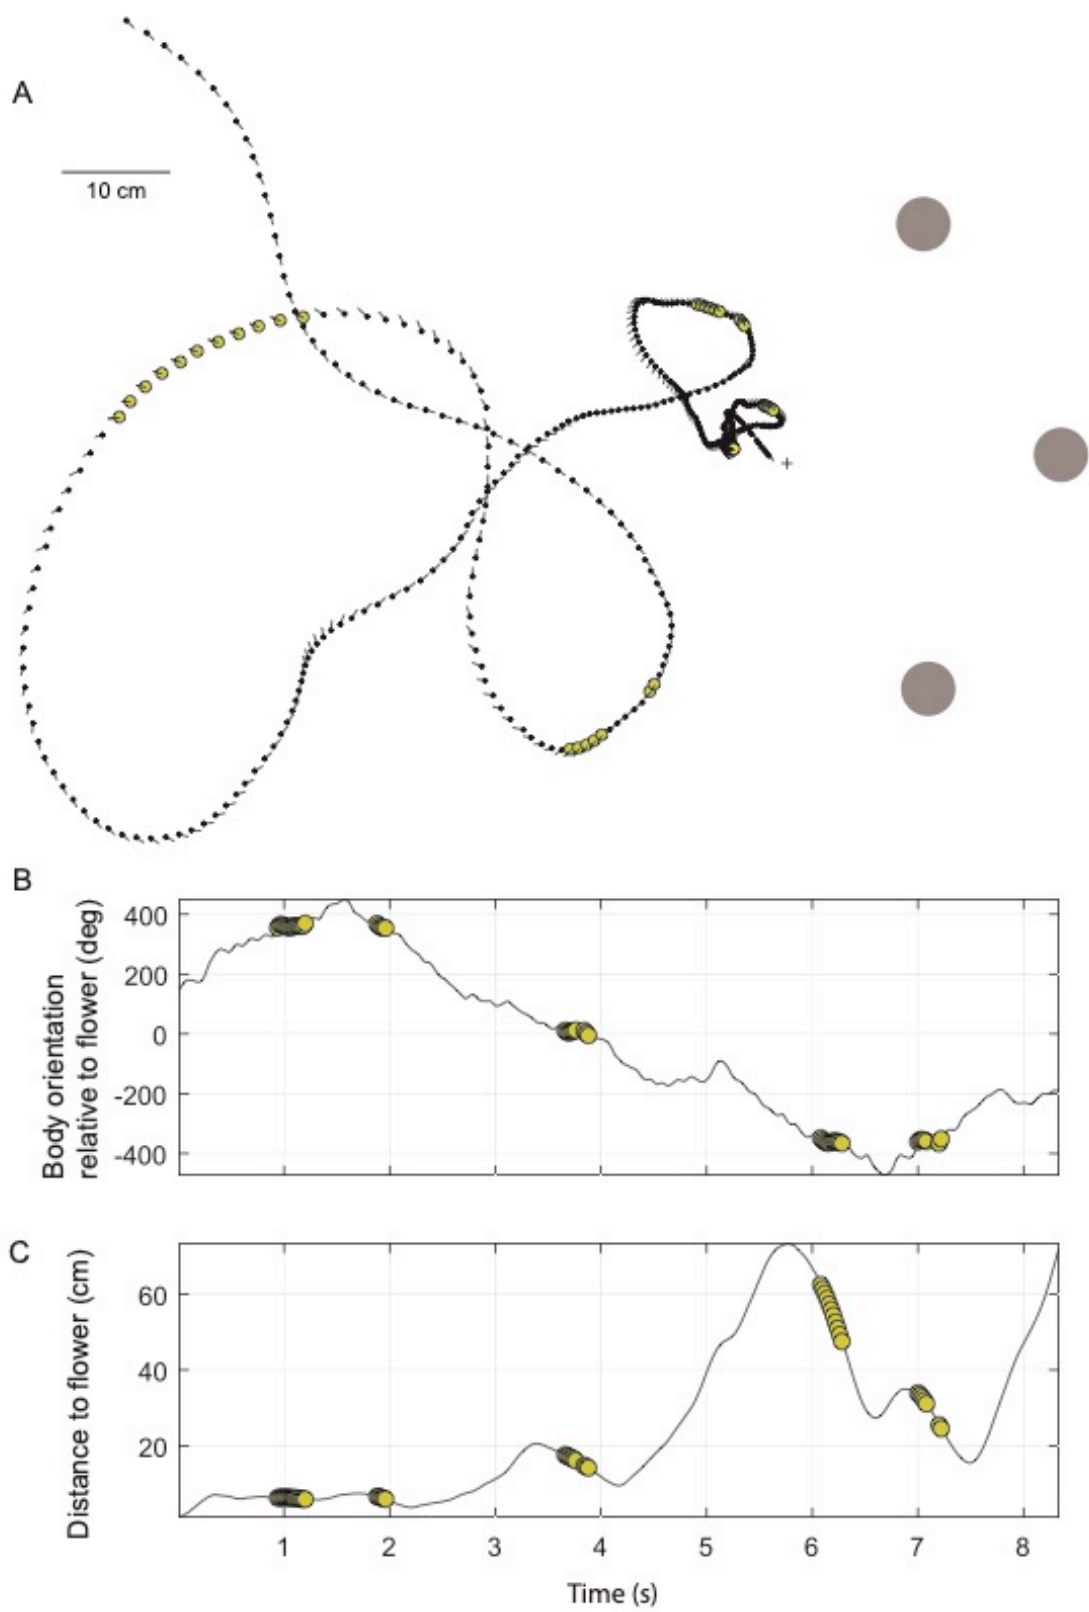 A
10 cm
B
Body orientation
relative to flower (deg)
400
200
0
-200
-400
C
Distance to flower (cm)
60
40
20
1 2 3 4 5 6 7 8
Time (s)